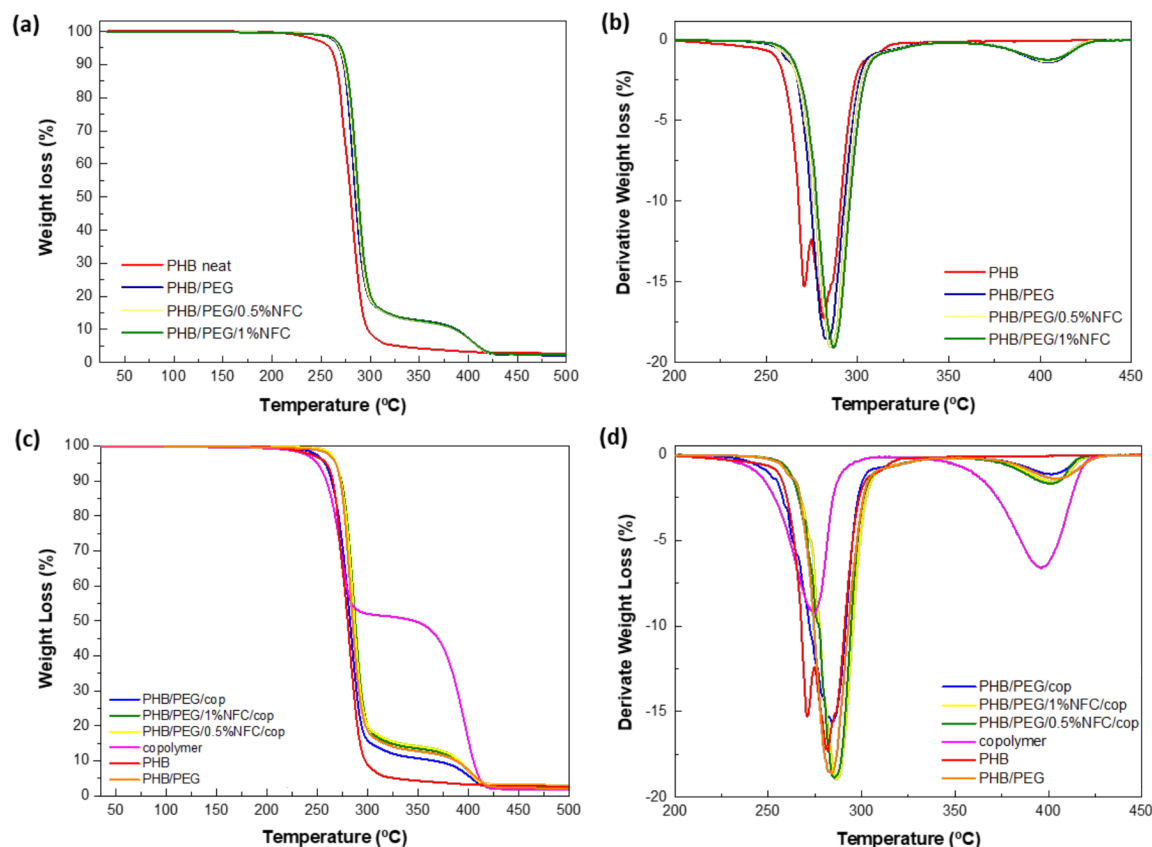 (a)
Weight loss (%)
100
90
80
70
60
50
40
30
20
10
0
PHB neat
PHB/PEG
PHB/PEG/0.5%NFC
PHB/PEG/1%NFC
50 100 150 200 250 300 350 400 450 500
Temperature (ºC)
(b)
Derivative Weight loss (%)
0
-5
-10
-15
-20
PHB
PHB/PEG
PHB/PEG/0.5%NFC
PHB/PEG/1%NFC
200 250 300 350 400 450
Temperature (ºC)
(c)
Weight Loss (%)
100
90
80
70
60
50
40
30
20
10
0
PHB/PEG/cop
PHB/PEG/1%NFC/cop
PHB/PEG/0.5%NFC/cop
copolymer
PHB
PHB/PEG
50 100 150 200 250 300 350 400 450 500
Temperature (ºC)
(d)
Derivate Weight Loss (%)
0
-5
-10
-15
-20
PHB/PEG/cop
PHB/PEG/1%NFC/cop
PHB/PEG/0.5%NFC/cop
copolymer
PHB
PHB/PEG
200 250 300 350 400 450
Temperature (ºC)